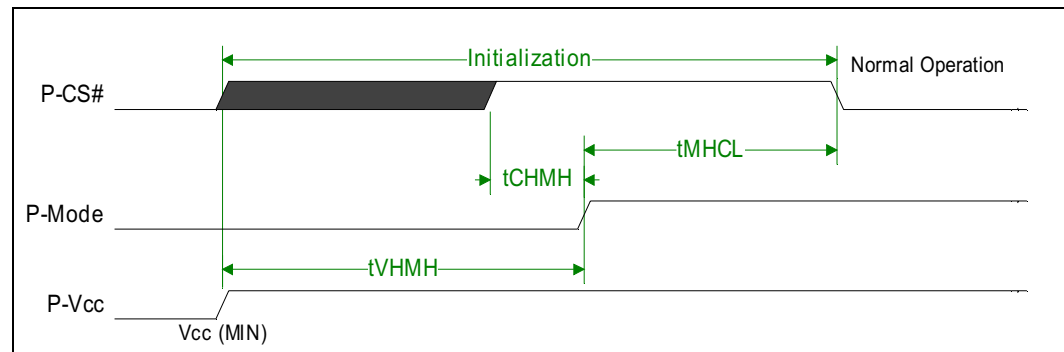 Initialization
Normal Operation
P-CS#
tMHCL
tCHMH
P-Mode
tVHMH
P-Vcc
Vcc (MIN)